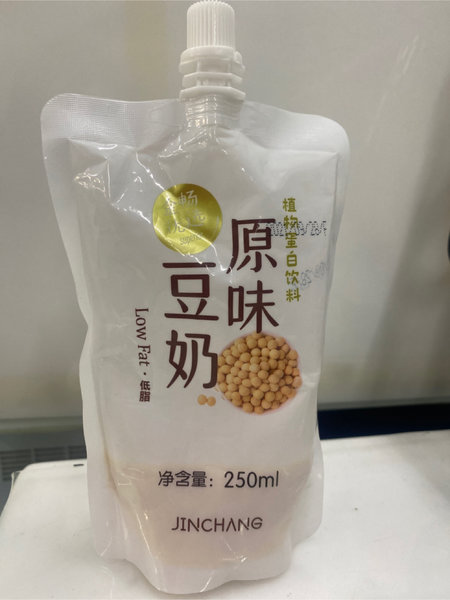 畅
植物蛋白饮料
原味
豆奶
Low Fat · 低脂
净含量：250ml
JINCHANG